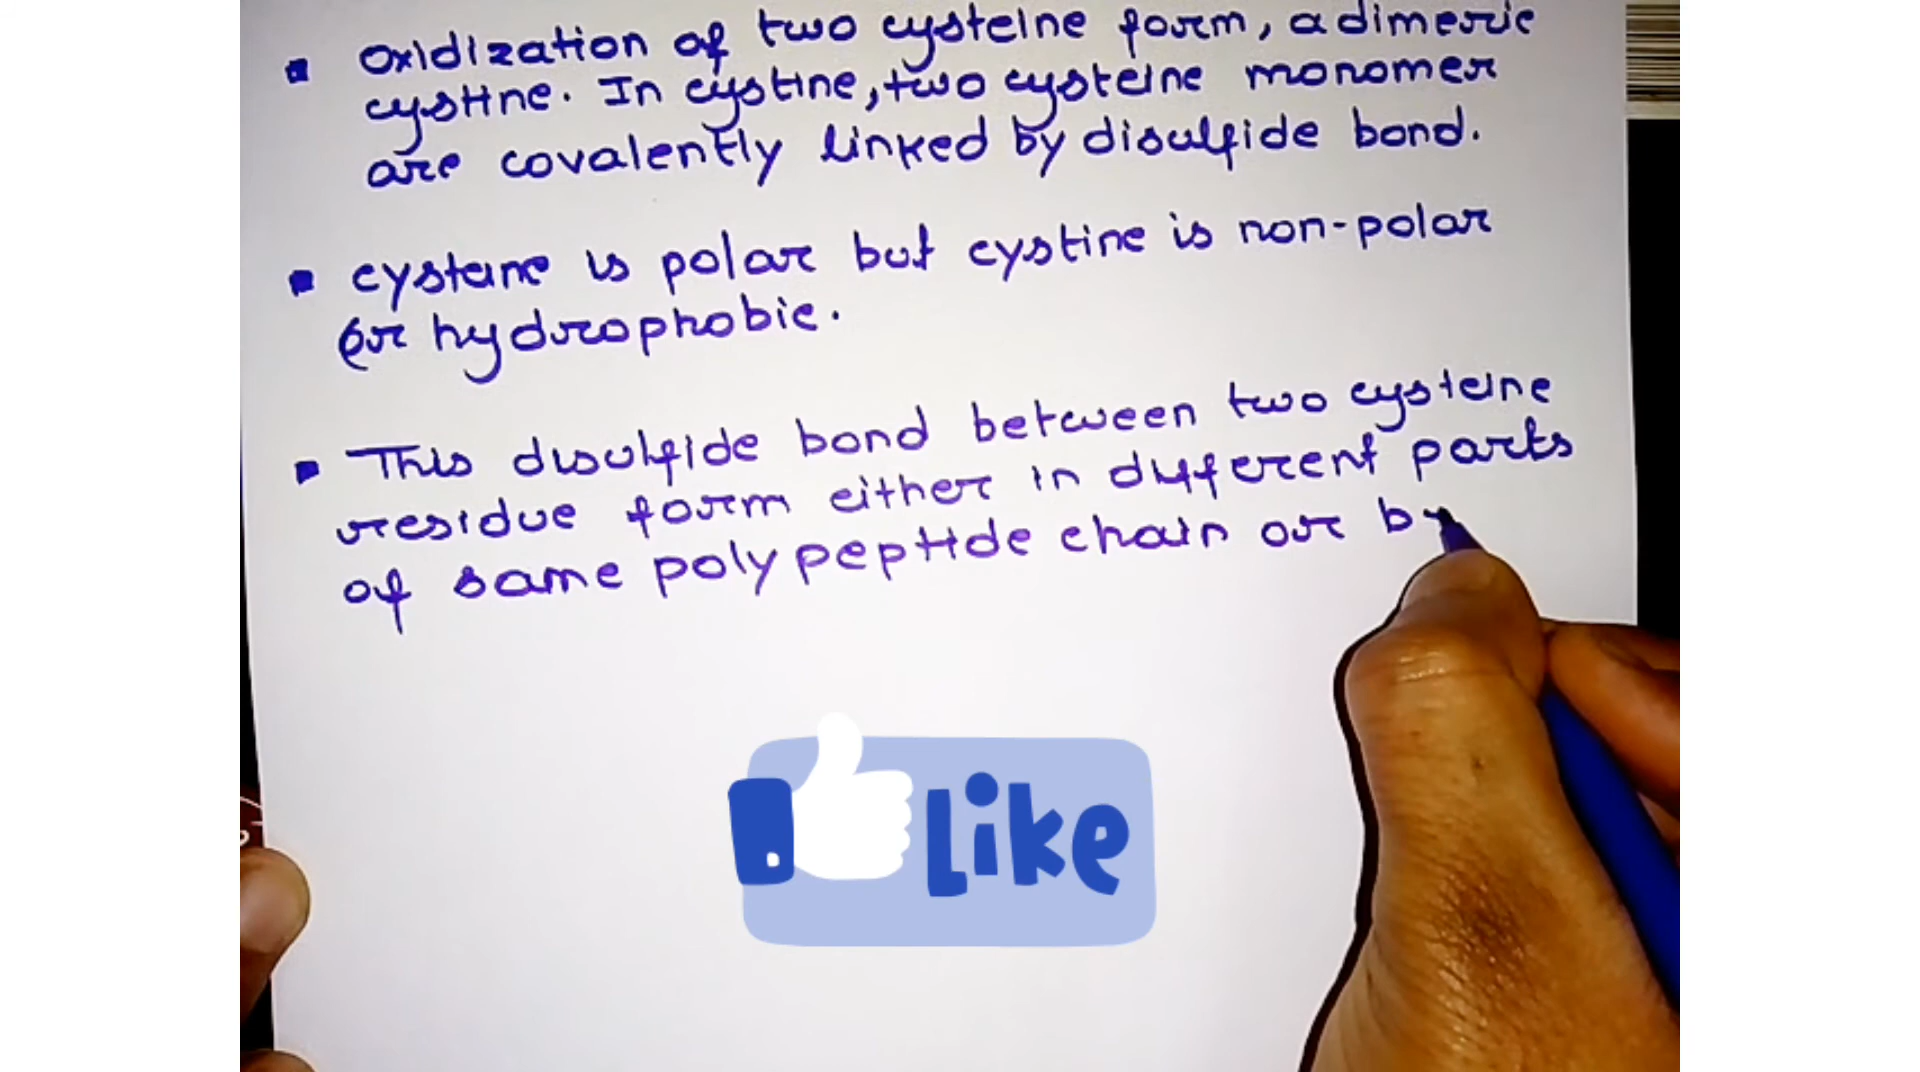 ▪ Oxidization of two cysteine form, a dimeric
cystine. In cystine, two cysteine monomer
are covalently linked by disulfide bond.
▪ cysteine is polar but cystine is non-polar
or hydrophobic.
▪ This disulfide bond between two cysteine
residue form either in different parts
of same polypeptide chain or by
Like